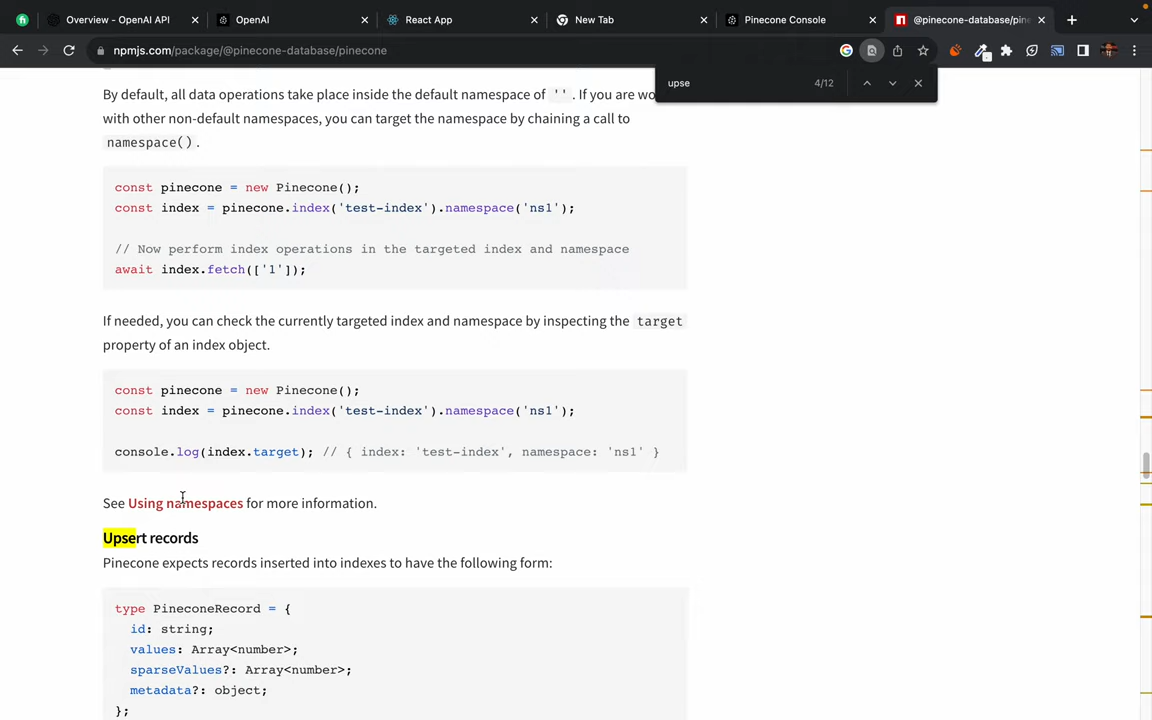 Overview - OpenAI API
OpenAI
React App
New Tab
Pinecone Console
@pinecone-database/pine
npmjs.com/package/@pinecone-database/pinecone
upse 4/12
By default, all data operations take place inside the default namespace of ''. If you are wo
with other non-default namespaces, you can target the namespace by chaining a call to
namespace() .
const pinecone = new Pinecone();
const index = pinecone.index('test-index').namespace('ns1');
// Now perform index operations in the targeted index and namespace
await index.fetch(['1']);
If needed, you can check the currently targeted index and namespace by inspecting the target
property of an index object.
const pinecone = new Pinecone();
const index = pinecone.index('test-index').namespace('ns1');
console.log(index.target); // { index: 'test-index', namespace: 'ns1' }
See Using namespaces for more information.
Upsert records
Pinecone expects records inserted into indexes to have the following form:
type PineconeRecord = {
id: string;
values: Array<number>;
sparseValues?: Array<number>;
metadata?: object;
};